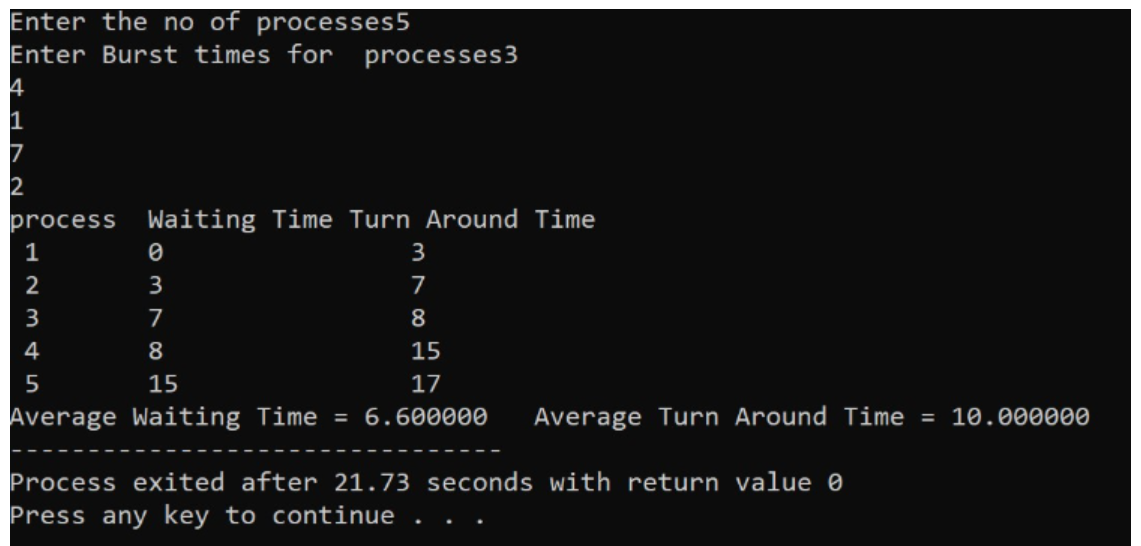 Enter the no of processes5
Enter Burst times for  processes3
4
1
7
2
process  Waiting Time Turn Around Time
 1       0                3
 2       3                7
 3       7                8
 4       8                15
 5       15               17
Average Waiting Time = 6.600000   Average Turn Around Time = 10.000000
--------------------------------
Process exited after 21.73 seconds with return value 0
Press any key to continue . . .